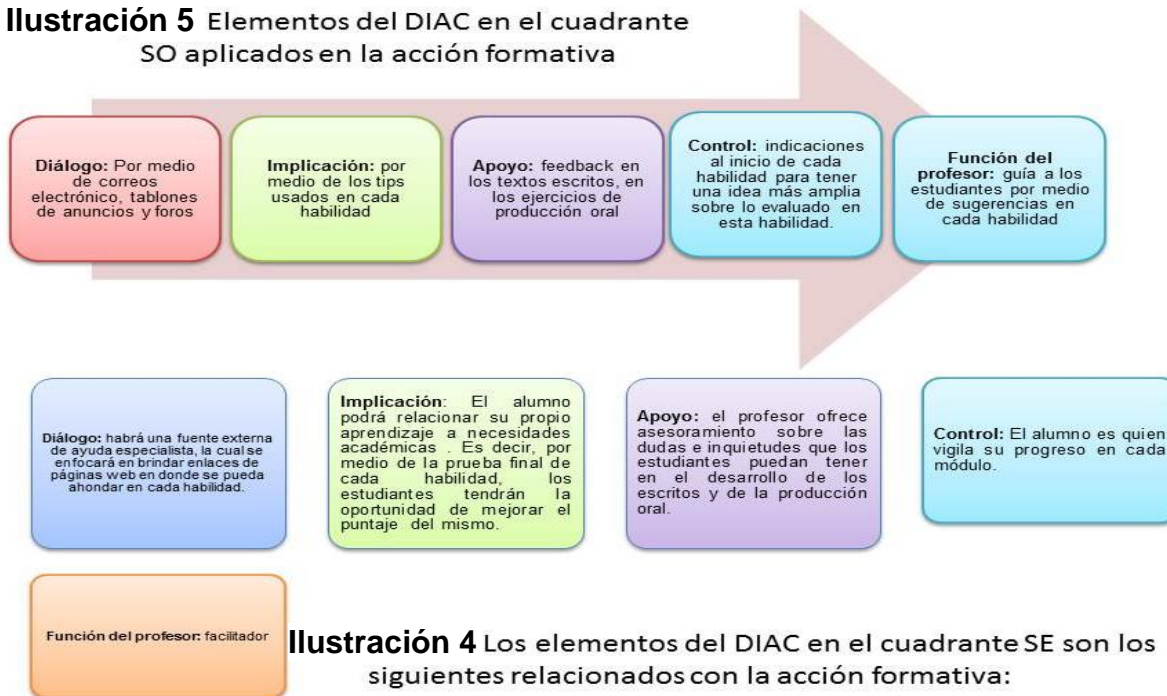 Ilustración 5 Elementos del DIAC en el cuadrante
SO aplicados en la acción formativa
Diálogo: Por medio
de correos
electrónico, tablones
de anuncios y foros
Implicación: por
medio de los tips
usados en cada
habilidad
Apoyo: feedback en
los textos escritos, en
los ejercicios de
producción oral
Control: indicaciones
al inicio de cada
habilidad para tener
una idea más amplia
sobre lo evaluado en
esta habilidad.
Función del
profesor: guía a los
estudiantes por medio
de sugerencias en
cada habilidad
Diálogo: habrá una fuente externa
de ayuda especialista, la cual se
enfocará en brindar enlaces de
páginas web en donde se pueda
ahondar en cada habilidad.
Implicación: El alumno
podrá relacionar su propio
aprendizaje a necesidades
académicas . Es decir, por
medio de la prueba final de
cada habilidad, los
estudiantes tendrán la
oportunidad de mejorar el
puntaje del mismo.
Apoyo: el profesor ofrece
asesoramiento sobre las
dudas e inquietudes que los
estudiantes puedan tener
en el desarrollo de los
escritos y de la producción
oral.
Control: El alumno es quien
vigila su progreso en cada
módulo.
Función del profesor: facilitador
Ilustración 4 Los elementos del DIAC en el cuadrante SE son los
siguientes relacionados con la acción formativa: